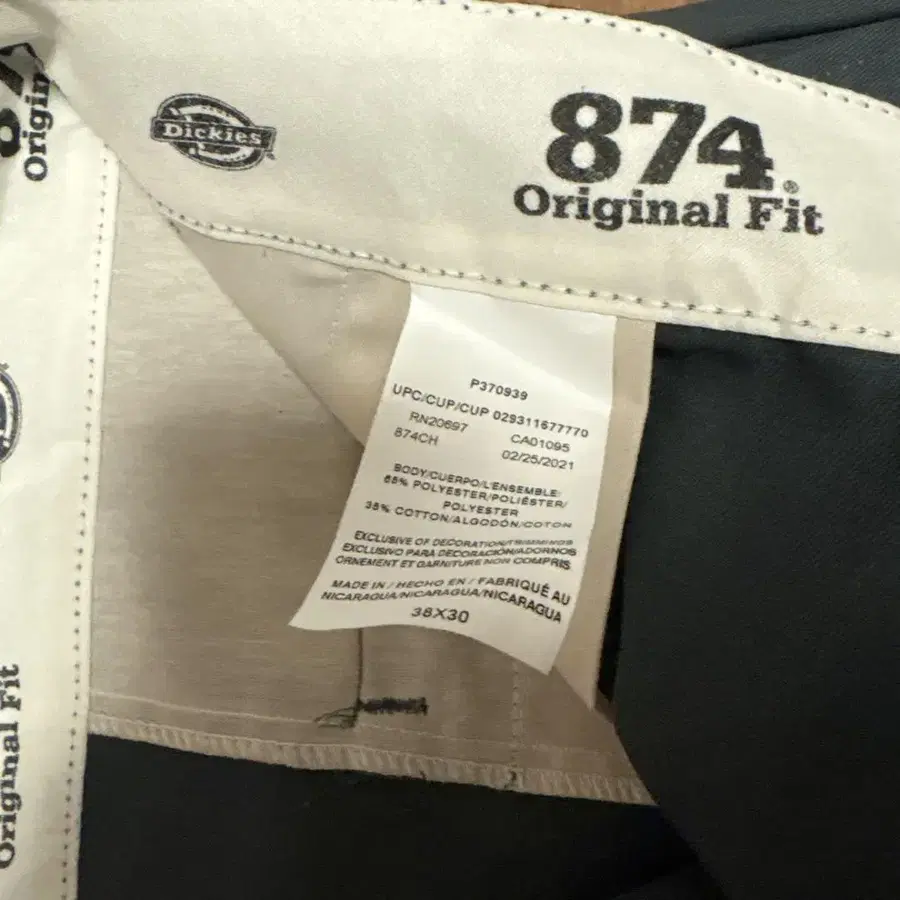 Dickies
874®
Original Fit
Origin
Original Fit
P370939
UPC/CUP/CUP 029311677770
RN20697 CA01095
874CH 02/25/2021
BODY/CUERPO/L'ENSEMBLE:
65% POLYESTER/POLIÉSTER/
POLYESTER
35% COTTON/ALGODÓN/COTON
EXCLUSIVE OF DECORATION/TRIMMINGS
EXCLUSIVO PARA DECORACIÓN/ADORNOS
ORNEMENT ET GARNITURE NON COMPRIS
MADE IN / HECHO EN / FABRIQUÉ AU
NICARAGUA/NICARAGUA/NICARAGUA
38X30